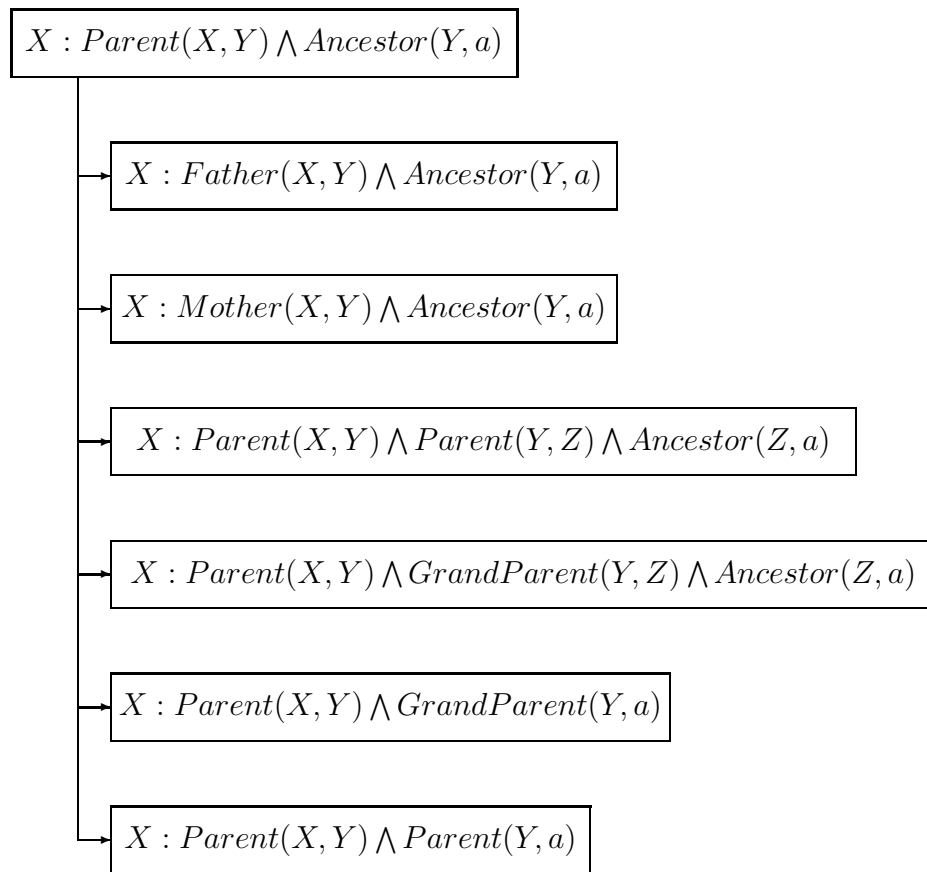 X : Parent(X, Y) ⋀ Ancestor(Y, a)
X : Father(X, Y) ⋀ Ancestor(Y, a)
X : Mother(X, Y) ⋀ Ancestor(Y, a)
X : Parent(X, Y) ⋀ Parent(Y, Z) ⋀ Ancestor(Z, a)
X : Parent(X, Y) ⋀ GrandParent(Y, Z) ⋀ Ancestor(Z, a)
X : Parent(X, Y) ⋀ GrandParent(Y, a)
X : Parent(X, Y) ⋀ Parent(Y, a)